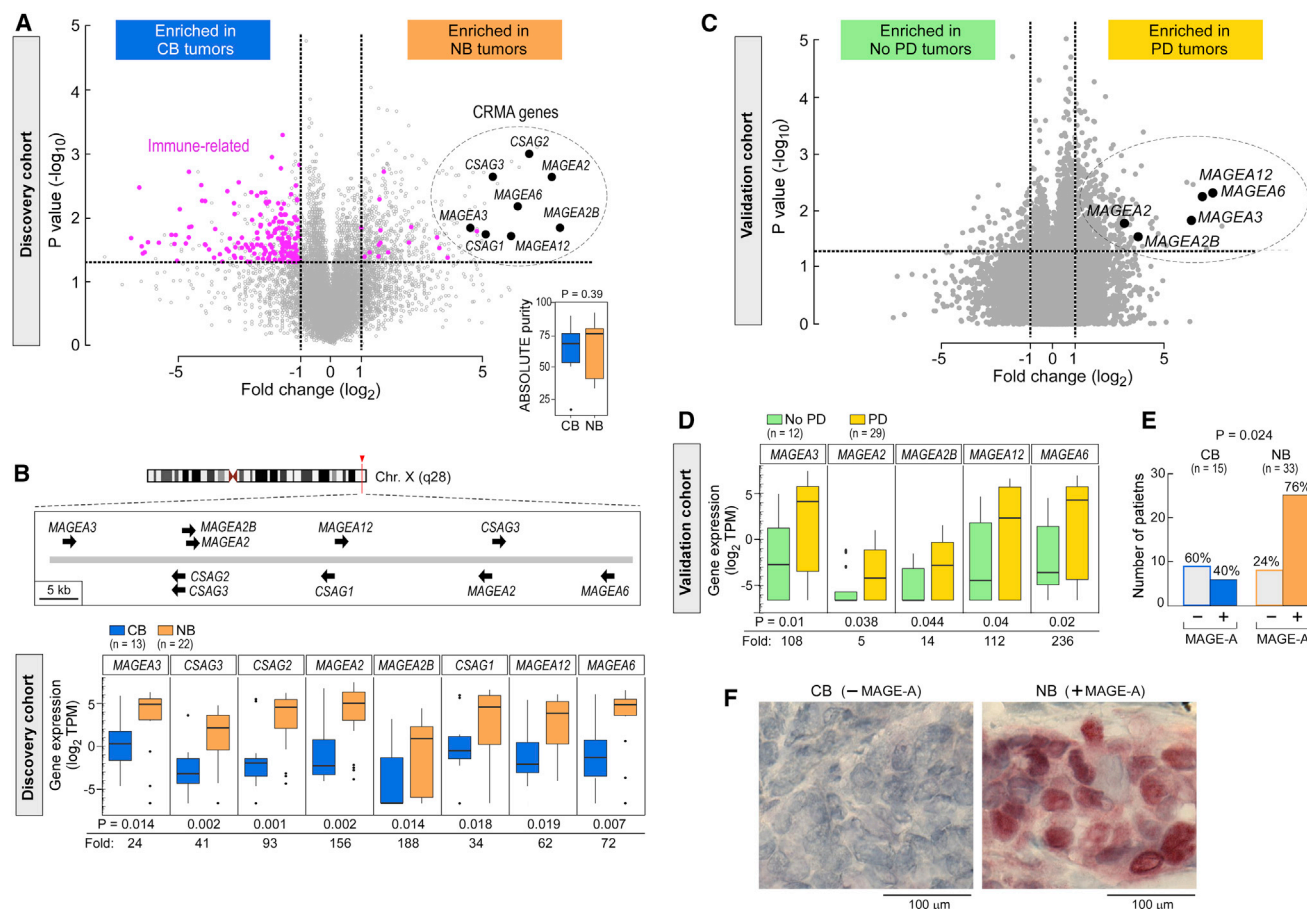 A
Discovery cohort
Enriched in
CB tumors
Enriched in
NB tumors
5
4
3
2
1
0
P value (-log10)
Immune-related
CRMA genes
CSAG2
CSAG3
MAGEA2
MAGEA6
MAGEA3
MAGEA2B
CSAG1
MAGEA12
-5
-1
0
1
5
Fold change (log2)
P = 0.39
100
75
50
25
ABSOLUTE purity
CB NB
C
Validation cohort
Enriched in
No PD tumors
Enriched in
PD tumors
5
4
3
2
1
0
P value (-log10)
MAGEA12
MAGEA6
MAGEA2
MAGEA3
MAGEA2B
-5
-1
0
1
5
Fold change (log2)
B
Chr. X (q28)
MAGEA3
MAGEA2B
MAGEA2
MAGEA12
CSAG3
CSAG2
CSAG3
CSAG1
MAGEA2
MAGEA6
5 kb
Discovery cohort
CB
(n = 13)
NB
(n = 22)
MAGEA3 CSAG3 CSAG2 MAGEA2 MAGEA2B CSAG1 MAGEA12 MAGEA6
Gene expression
(log2 TPM)
5
0
-5
P = 0.014 0.002 0.001 0.002 0.014 0.018 0.019 0.007
Fold: 24 41 93 156 188 34 62 72
D
Validation cohort
No PD
(n = 12)
PD
(n = 29)
MAGEA3 MAGEA2 MAGEA2B MAGEA12 MAGEA6
Gene expression
(log2 TPM)
5
-0
-5
P = 0.01 0.038 0.044 0.04 0.02
Fold: 108 5 14 112 236
E
P = 0.024
CB
(n = 15)
NB
(n = 33)
30
20
10
0
Number of patietns
60%
40%
24%
76%
− + − +
MAGE-A MAGE-A
F
CB (− MAGE-A)
NB (+MAGE-A)
100 µm
100 µm